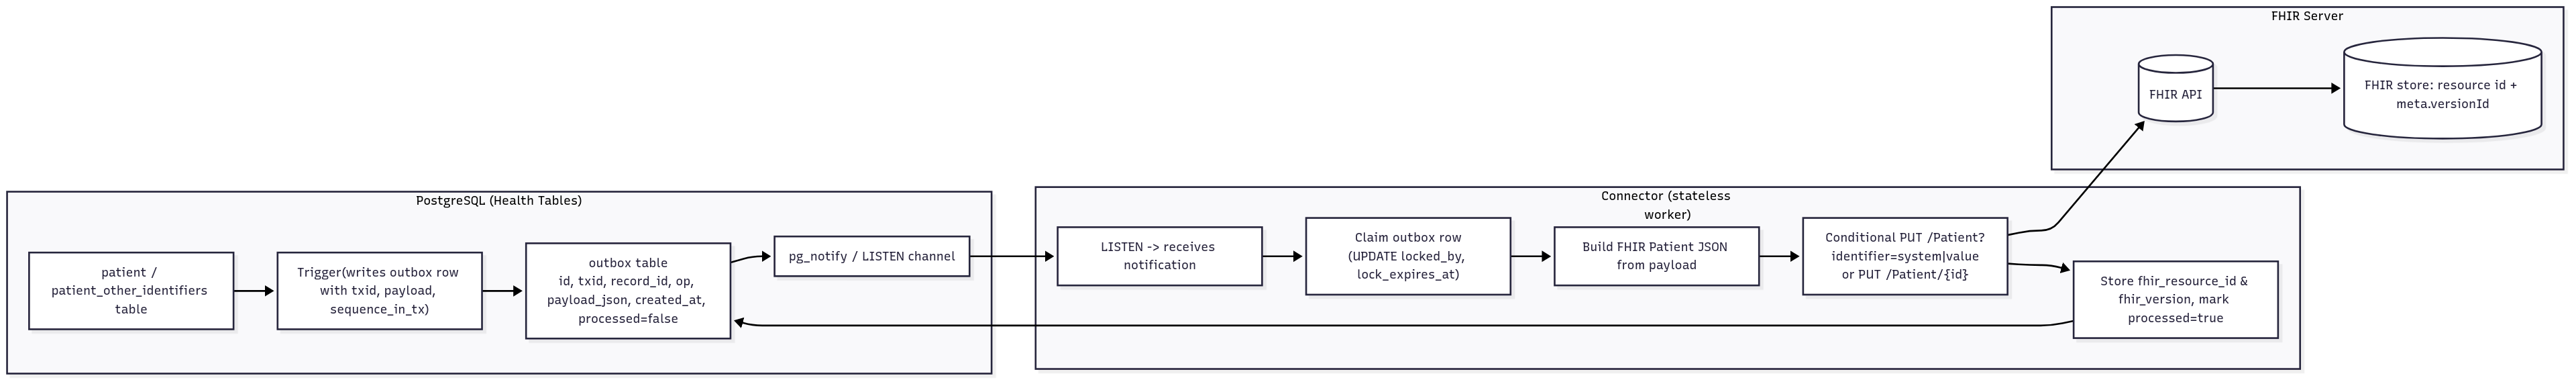 FHIR Server
FHIR API
FHIR store: resource id +
meta.versionId
PostgreSQL (Health Tables)
patient /
patient_other_identifiers
table
Trigger(writes outbox row
with txid, payload,
sequence_in_tx)
outbox table
id, txid, record_id, op,
payload_json, created_at,
processed=false
pg_notify / LISTEN channel
Connector (stateless
worker)
LISTEN -> receives
notification
Claim outbox row
(UPDATE locked_by,
lock_expires_at)
Build FHIR Patient JSON
from payload
Conditional PUT /Patient?
identifier=system|value
or PUT /Patient/{id}
Store fhir_resource_id &
fhir_version, mark
processed=true